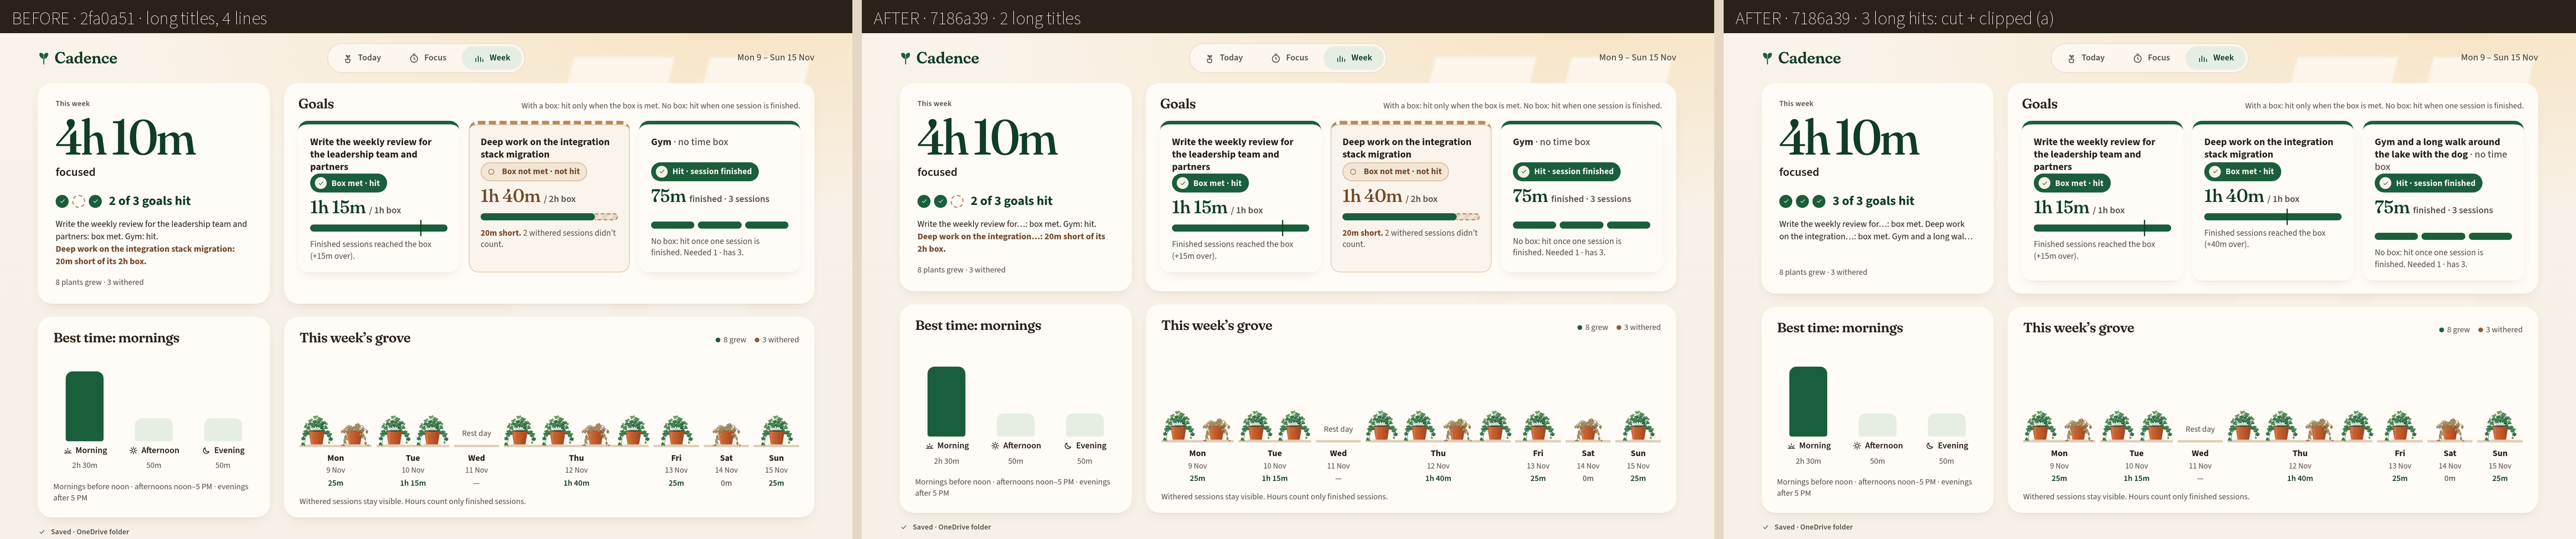 BEFORE · 2fa0a51 · long titles, 4 lines
Cadence
Today
Focus
Week
Mon 9 – Sun 15 Nov
This week
4h 10m
focused
2 of 3 goals hit
Write the weekly review for the leadership team and
partners: box met. Gym: hit.
Deep work on the integration stack migration:
20m short of its 2h box.
8 plants grew · 3 withered
Goals
With a box: hit only when the box is met. No box: hit when one session is finished.
Write the weekly review for
the leadership team and
partners
Box met · hit
1h 15m / 1h box
Finished sessions reached the box
(+15m over).
Deep work on the integration
stack migration
Box not met · not hit
1h 40m / 2h box
20m short. 2 withered sessions didn't
count.
Gym · no time box
Hit · session finished
75m finished · 3 sessions
No box: hit once one session is
finished. Needed 1 · has 3.
Best time: mornings
Morning
2h 30m
Afternoon
50m
Evening
50m
Mornings before noon · afternoons noon–5 PM · evenings
after 5 PM
This week's grove
8 grew
3 withered
Rest day
Mon
9 Nov
25m
Tue
10 Nov
1h 15m
Wed
11 Nov
—
Thu
12 Nov
1h 40m
Fri
13 Nov
25m
Sat
14 Nov
0m
Sun
15 Nov
25m
Withered sessions stay visible. Hours count only finished sessions.
Saved · OneDrive folder
AFTER · 7186a39 · 2 long titles
Cadence
Today
Focus
Week
Mon 9 – Sun 15 Nov
This week
4h 10m
focused
2 of 3 goals hit
Write the weekly review for…: box met. Gym: hit.
Deep work on the integration…: 20m short of its
2h box.
8 plants grew · 3 withered
Goals
With a box: hit only when the box is met. No box: hit when one session is finished.
Write the weekly review for
the leadership team and
partners
Box met · hit
1h 15m / 1h box
Finished sessions reached the box
(+15m over).
Deep work on the integration
stack migration
Box not met · not hit
1h 40m / 2h box
20m short. 2 withered sessions didn't
count.
Gym · no time box
Hit · session finished
75m finished · 3 sessions
No box: hit once one session is
finished. Needed 1 · has 3.
Best time: mornings
Morning
2h 30m
Afternoon
50m
Evening
50m
Mornings before noon · afternoons noon–5 PM · evenings
after 5 PM
This week's grove
8 grew
3 withered
Rest day
Mon
9 Nov
25m
Tue
10 Nov
1h 15m
Wed
11 Nov
—
Thu
12 Nov
1h 40m
Fri
13 Nov
25m
Sat
14 Nov
0m
Sun
15 Nov
25m
Withered sessions stay visible. Hours count only finished sessions.
Saved · OneDrive folder
AFTER · 7186a39 · 3 long hits: cut + clipped (a)
Cadence
Today
Focus
Week
Mon 9 – Sun 15 Nov
This week
4h 10m
focused
3 of 3 goals hit
Write the weekly review for…: box met. Deep work
on the integration…: box met. Gym and a long wal…
8 plants grew · 3 withered
Goals
With a box: hit only when the box is met. No box: hit when one session is finished.
Write the weekly review for
the leadership team and
partners
Box met · hit
1h 15m / 1h box
Finished sessions reached the box
(+15m over).
Deep work on the integration
stack migration
Box met · hit
1h 40m / 1h box
Finished sessions reached the box
(+40m over).
Gym and a long walk around
the lake with the dog · no time
box
Hit · session finished
75m finished · 3 sessions
No box: hit once one session is
finished. Needed 1 · has 3.
Best time: mornings
Morning
2h 30m
Afternoon
50m
Evening
50m
Mornings before noon · afternoons noon–5 PM · evenings
after 5 PM
This week's grove
8 grew
3 withered
Rest day
Mon
9 Nov
25m
Tue
10 Nov
1h 15m
Wed
11 Nov
—
Thu
12 Nov
1h 40m
Fri
13 Nov
25m
Sat
14 Nov
0m
Sun
15 Nov
25m
Withered sessions stay visible. Hours count only finished sessions.
Saved · OneDrive folder